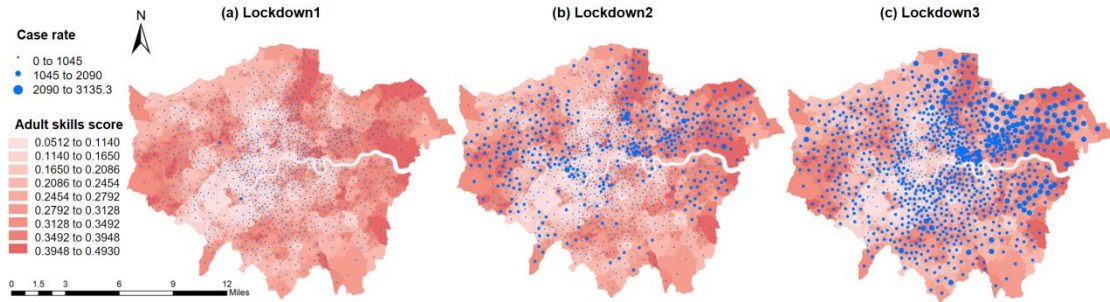 (a) Lockdown1
(b) Lockdown2
(c) Lockdown3
N
Case rate
0 to 1045
1045 to 2090
2090 to 3135.3
Adult skills score
0.0512 to 0.1140
0.1140 to 0.1650
0.1650 to 0.2086
0.2086 to 0.2454
0.2454 to 0.2792
0.2792 to 0.3128
0.3128 to 0.3492
0.3492 to 0.3948
0.3948 to 0.4930
0 1.5 3 6 9 12
Miles